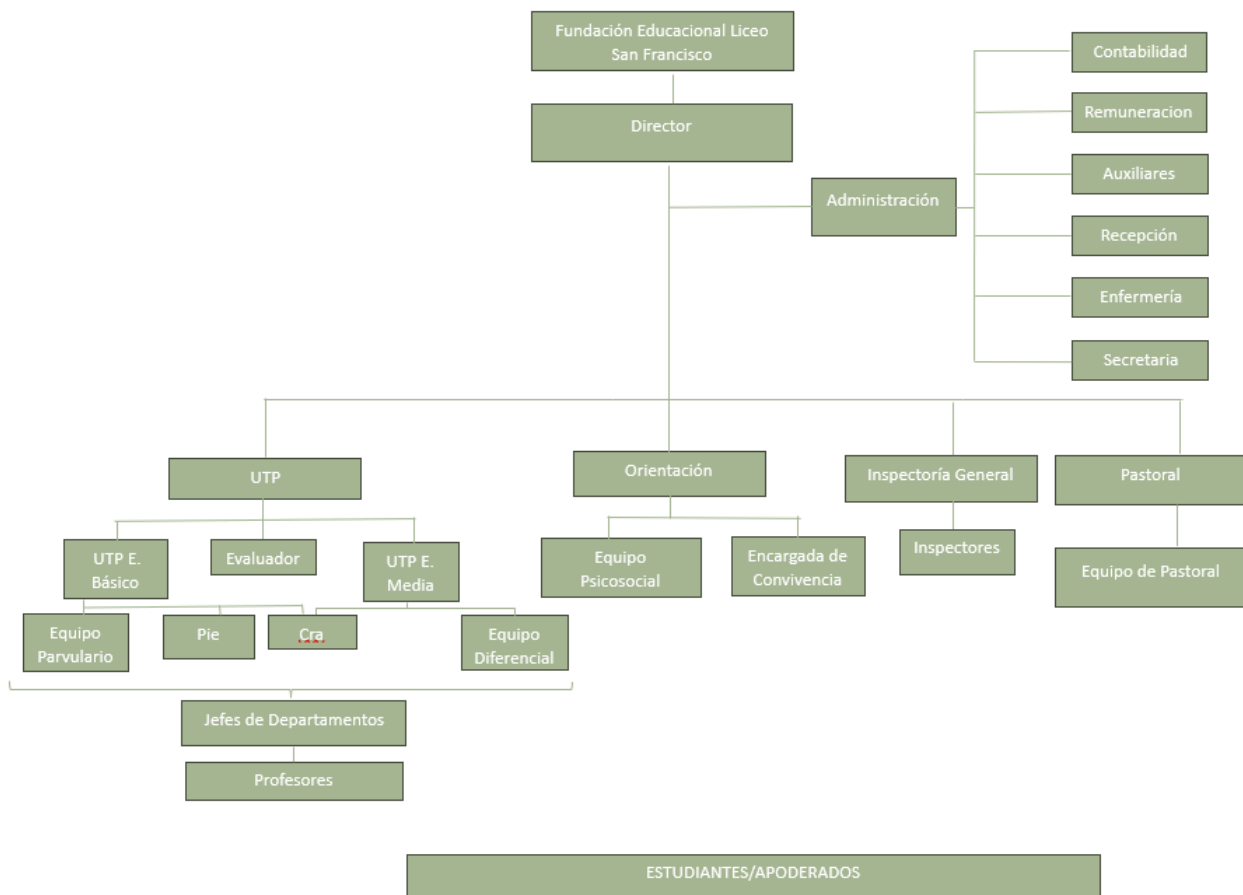 Fundación Educacional Liceo
San Francisco
Contabilidad
Director
Remuneracion
Auxiliares
Administración
Recepción
Enfermería
Secretaria
UTP
Orientación
Inspectoría General
Pastoral
UTP E.
Básico
Evaluador
UTP E.
Media
Equipo
Psicosocial
Encargada de
Convivencia
Inspectores
Equipo de Pastoral
Equipo
Parvulario
Pie
Cra
Equipo
Diferencial
Jefes de Departamentos
Profesores
ESTUDIANTES/APODERADOS